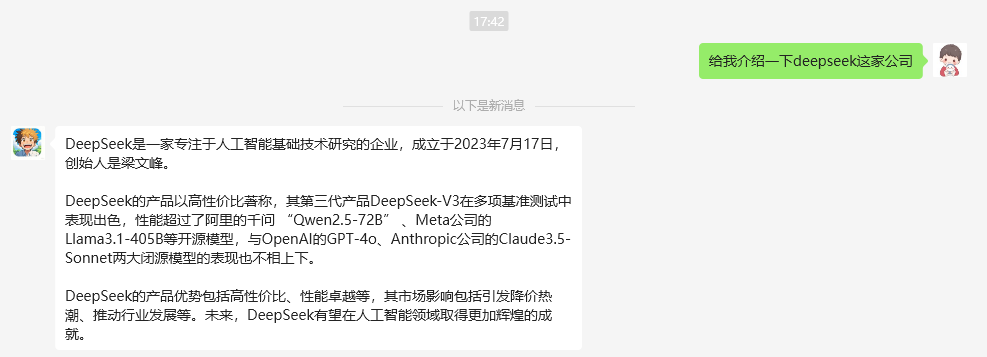 17:42
给我介绍一下deepseek这家公司
以下是新消息
DeepSeek是一家专注于人工智能基础技术研究的企业，成立于2023年7月17日，
创始人是梁文峰。
DeepSeek的产品以高性价比著称，其第三代产品DeepSeek-V3在多项基准测试中
表现出色，性能超过了阿里的千问 “Qwen2.5-72B” 、Meta公司的
Llama3.1-405B等开源模型，与OpenAI的GPT-4o、Anthropic公司的Claude3.5-
Sonnet两大闭源模型的表现也不相上下。
DeepSeek的产品优势包括高性价比、性能卓越等，其市场影响包括引发降价热
潮、推动行业发展等。未来，DeepSeek有望在人工智能领域取得更加辉煌的成
就。